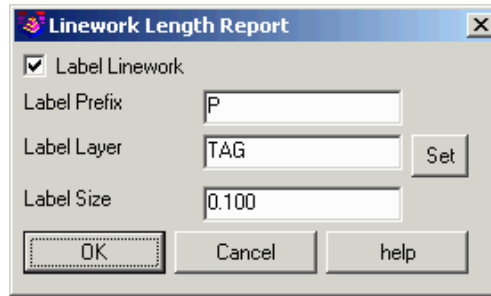 Linework Length Report
Label Linework
Label Prefix P
Label Layer TAG Set
Label Size 0.100
OK Cancel help